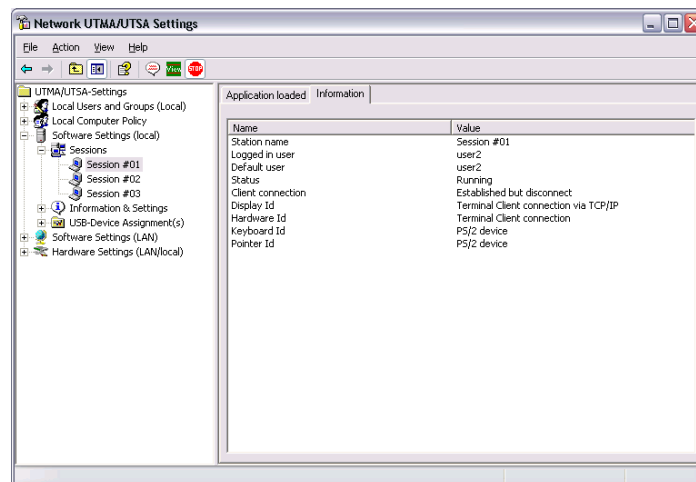 Network UTMA/UTSA Settings
File Action View Help
View STOP
UTMA/UTSA-Settings
Local Users and Groups (Local)
Local Computer Policy
Software Settings (local)
Sessions
Session #01
Session #02
Session #03
Information & Settings
USB-Device Assignment(s)
Software Settings (LAN)
Hardware Settings (LAN/local)
Application loaded Information
Name Value
Station name Session #01
Logged in user user2
Default user user2
Status Running
Client connection Established but disconnect
Display Id Terminal Client connection via TCP/IP
Hardware Id Terminal Client connection
Keyboard Id PS/2 device
Pointer Id PS/2 device